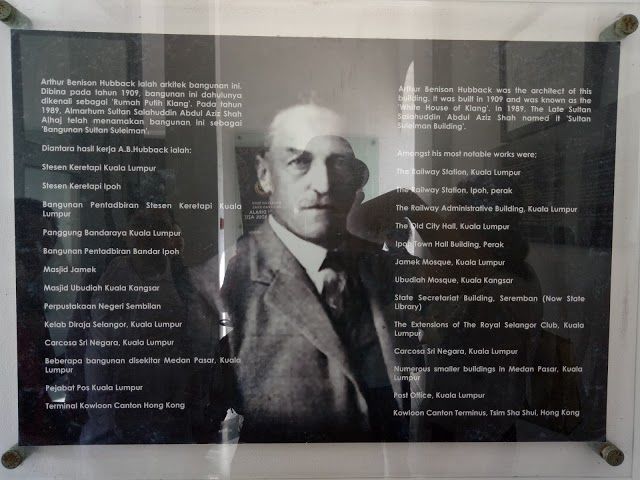 Arthur Benison Hubback ialah arkitek bangunan ini.
Dibina pada tahun 1909, bangunan ini dahulunya
dikenali sebagai 'Rumah Putih Klang'. Pada tahun
1989, Almarhum Sultan Salahuddin Abdul Aziz Shah
Alhaj telah menamakan bangunan ini sebagai
'Bangunan Sultan Suleiman'.
Diantara hasil kerja A.B.Hubback ialah:
Stesen Keretapi Kuala Lumpur
Stesen Keretapi Ipoh
Bangunan Pentadbiran Stesen Keretapi Kuala
Lumpur
Panggung Bandaraya Kuala Lumpur
Bangunan Pentadbiran Bandar Ipoh
Masjid Jamek
Masjid Ubudiah Kuala Kangsar
Perpustakaan Negeri Sembilan
Kelab Diraja Selangor, Kuala Lumpur
Carcosa Sri Negara, Kuala Lumpur
Beberapa bangunan disekitar Medan Pasar, Kuala
Lumpur
Pejabat Pos Kuala Lumpur
Terminal Kowloon Canton Hong Kong
Arthur Benison Hubback was the architect of this
building. It was built in 1909 and was known as the
'White House of Klang'. In 1989, The Late Sultan
Salahuddin Abdul Aziz Shah named it 'Sultan
Suleiman Building'.
Amongst his most notable works were;
The Railway Station, Kuala Lumpur
The Railway Station, Ipoh, perak
The Railway Administrative Building, Kuala Lumpur
The Old City Hall, Kuala Lumpur
Ipoh Town Hall Building, Perak
Jamek Mosque, Kuala Lumpur
Ubudiah Mosque, Kuala Kangsar
State Secretariat Building, Seremban (Now State
Library)
The Extensions of The Royal Selangor Club, Kuala
Lumpur
Carcosa Sri Negara, Kuala Lumpur
Numerous smaller buildings in Medan Pasar, Kuala
Lumpur
Post Office, Kuala Lumpur
Kowloon Canton Terminus, Tsim Sha Shui, Hong Kong